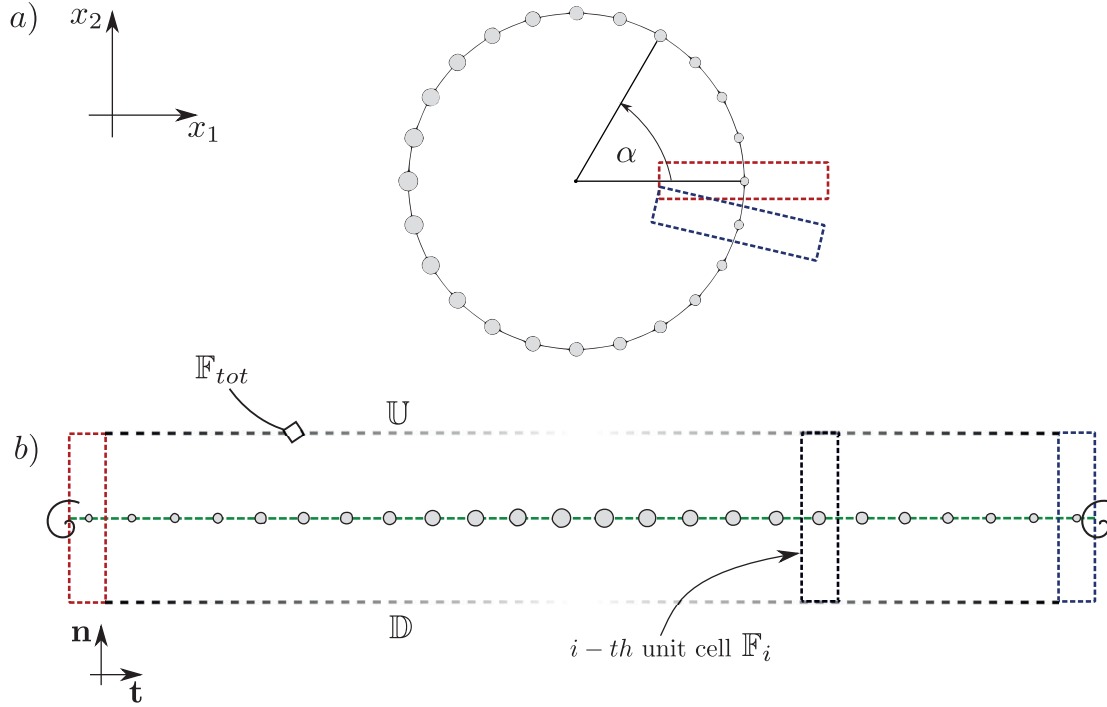 a)
x₂
x₁
α
𝔽tot
𝕌
b)
𝔻
n
t
i − th unit cell 𝔽ᵢ